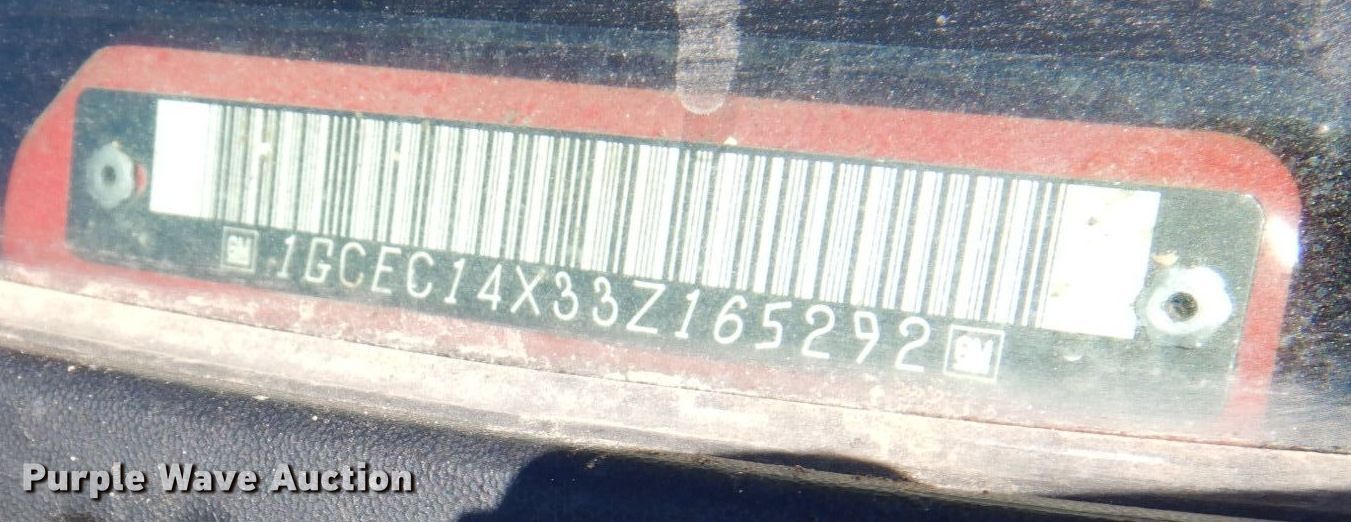 GM 1GCEC14X33Z165292 GM
Purple Wave Auction